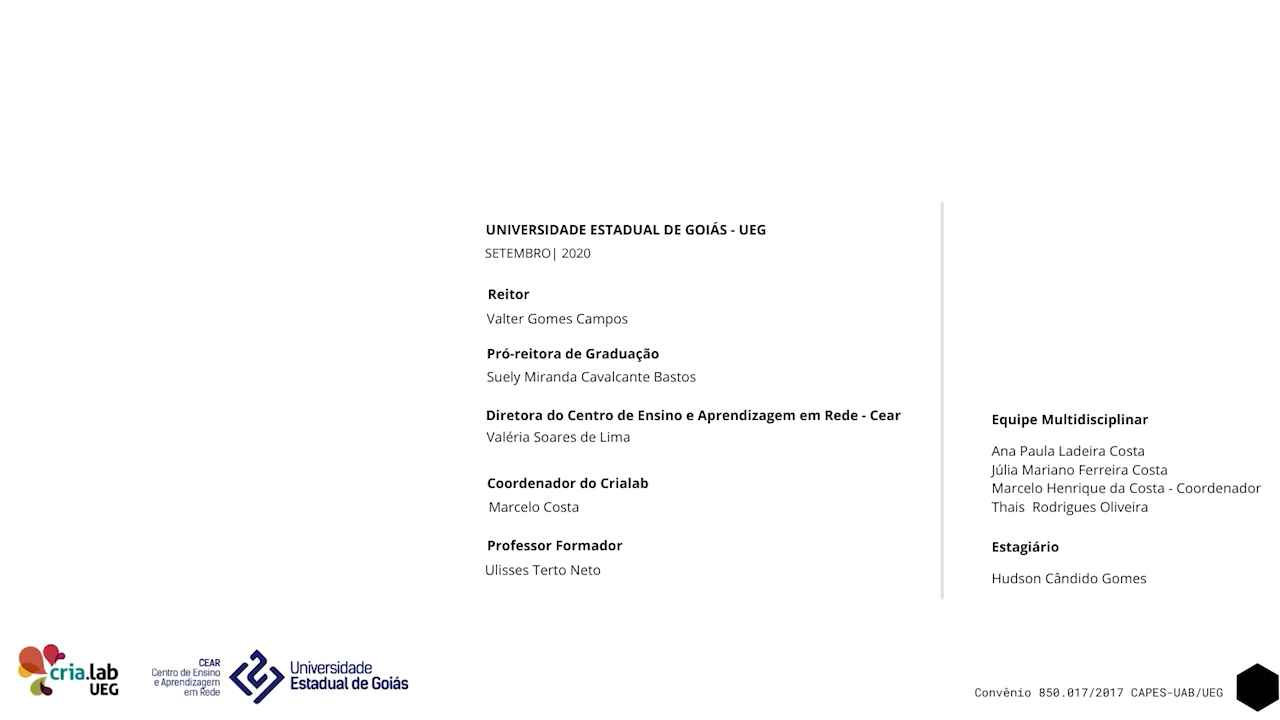 UNIVERSIDADE ESTADUAL DE GOIÁS - UEG
SETEMBRO| 2020
Reitor
Valter Gomes Campos
Pró-reitora de Graduação
Suely Miranda Cavalcante Bastos
Diretora do Centro de Ensino e Aprendizagem em Rede - Cear
Valéria Soares de Lima
Coordenador do Crialab
Marcelo Costa
Professor Formador
Ulisses Terto Neto
Equipe Multidisciplinar
Ana Paula Ladeira Costa
Júlia Mariano Ferreira Costa
Marcelo Henrique da Costa - Coordenador
Thais Rodrigues Oliveira
Estagiário
Hudson Cândido Gomes
cria.lab
UEG
CEAR
Centro de Ensino
e Aprendizagem
em Rede
Universidade
Estadual de Goiás
Convênio 850.017/2017 CAPES-UAB/UEG